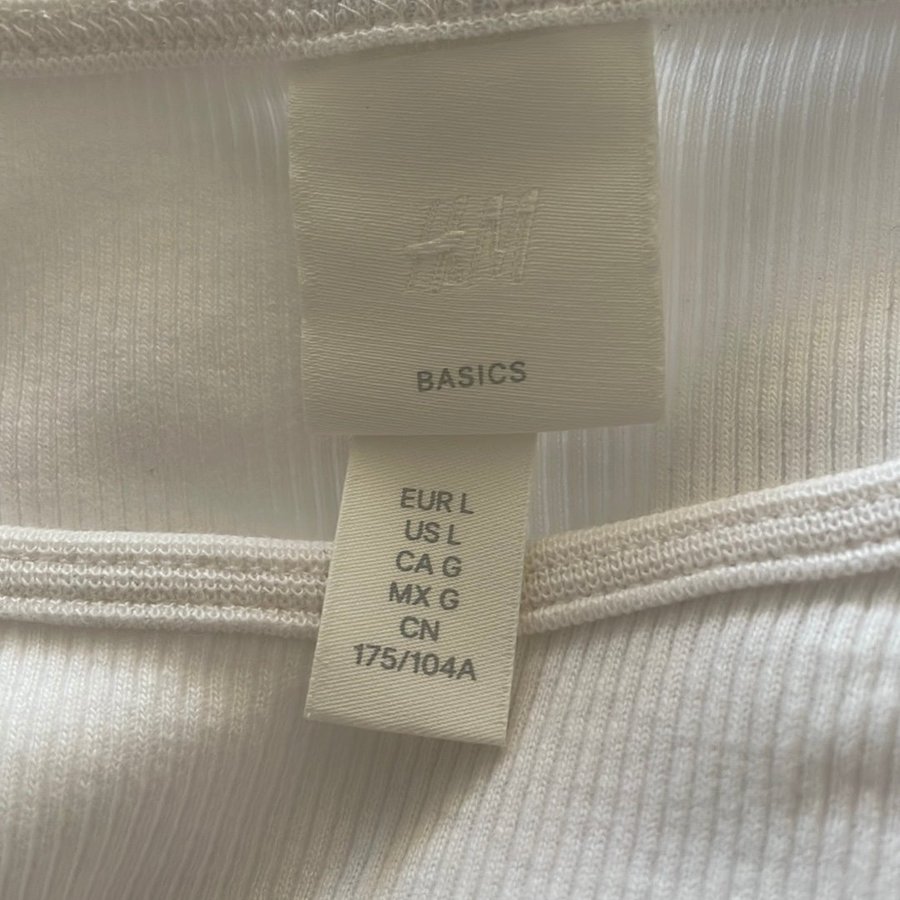 H&M
BASICS
EUR L
US L
CA G
MX G
CN
175/104A